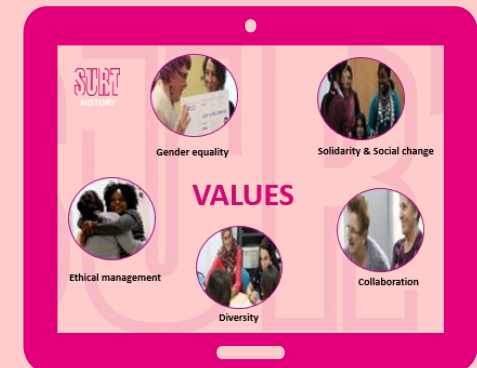 SURT
HISTORY
Gender equality
Solidarity & Social change
VALUES
Ethical management
Collaboration
Diversity